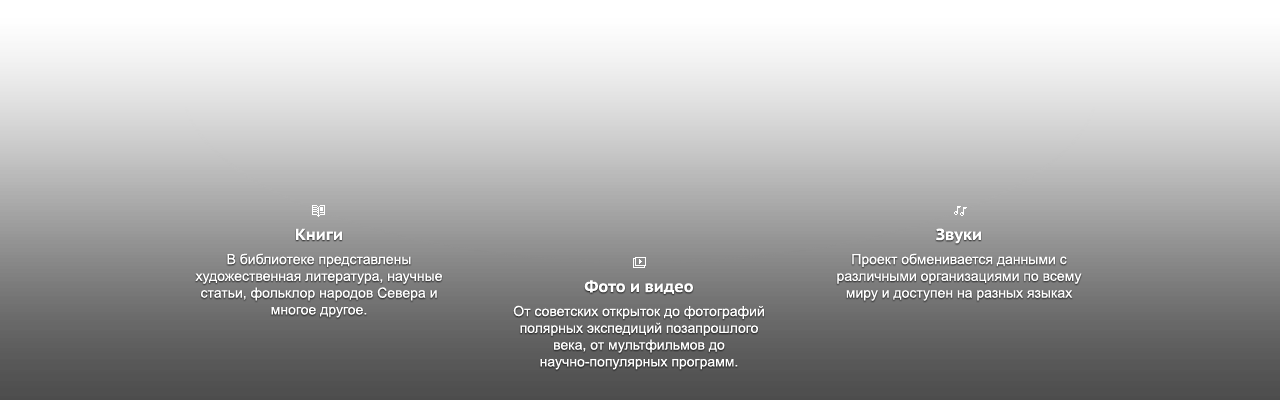 Книги
В библиотеке представлены
художественная литература, научные
статьи, фольклор народов Севера и
многое другое.
Фото и видео
От советских открыток до фотографий
полярных экспедиций позапрошлого
века, от мультфильмов до
научно-популярных программ.
Звуки
Проект обменивается данными с
различными организациями по всему
миру и доступен на разных языках